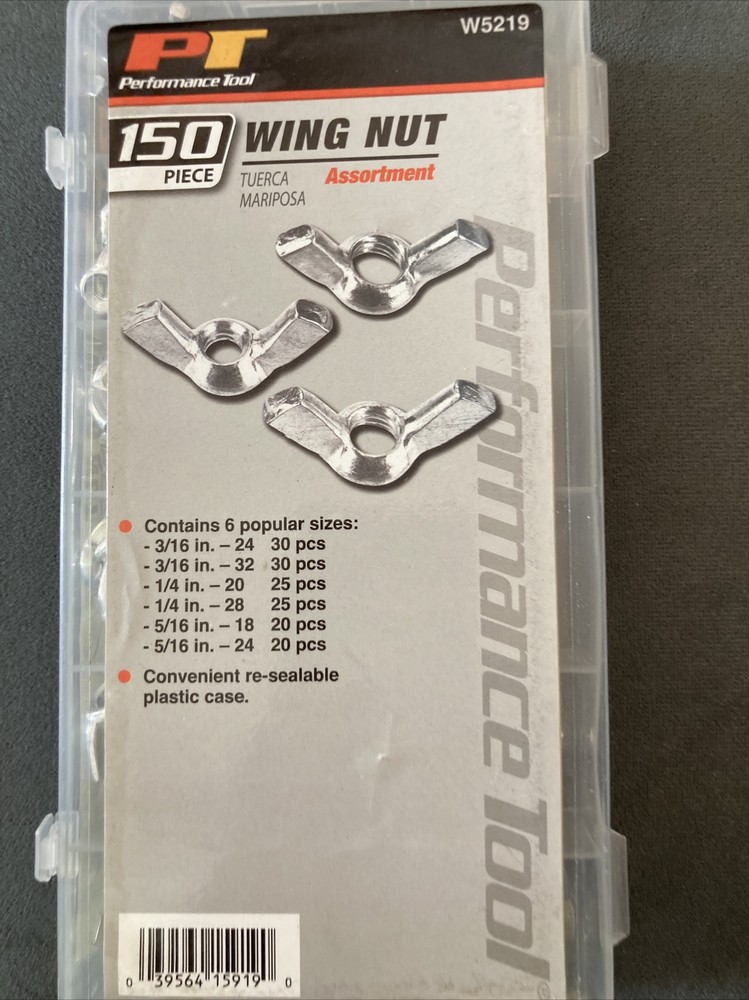 W5219
PT
Performance Tool
150
PIECE
WING NUT
TUERCA
MARIPOSA
Assortment
Performance Tool®
• Contains 6 popular sizes:
- 3/16 in. – 24 30 pcs
- 3/16 in. – 32 30 pcs
- 1/4 in. – 20 25 pcs
- 1/4 in. – 28 25 pcs
- 5/16 in. – 18 20 pcs
- 5/16 in. – 24 20 pcs
• Convenient re-sealable
plastic case.
0 39564 15919 0